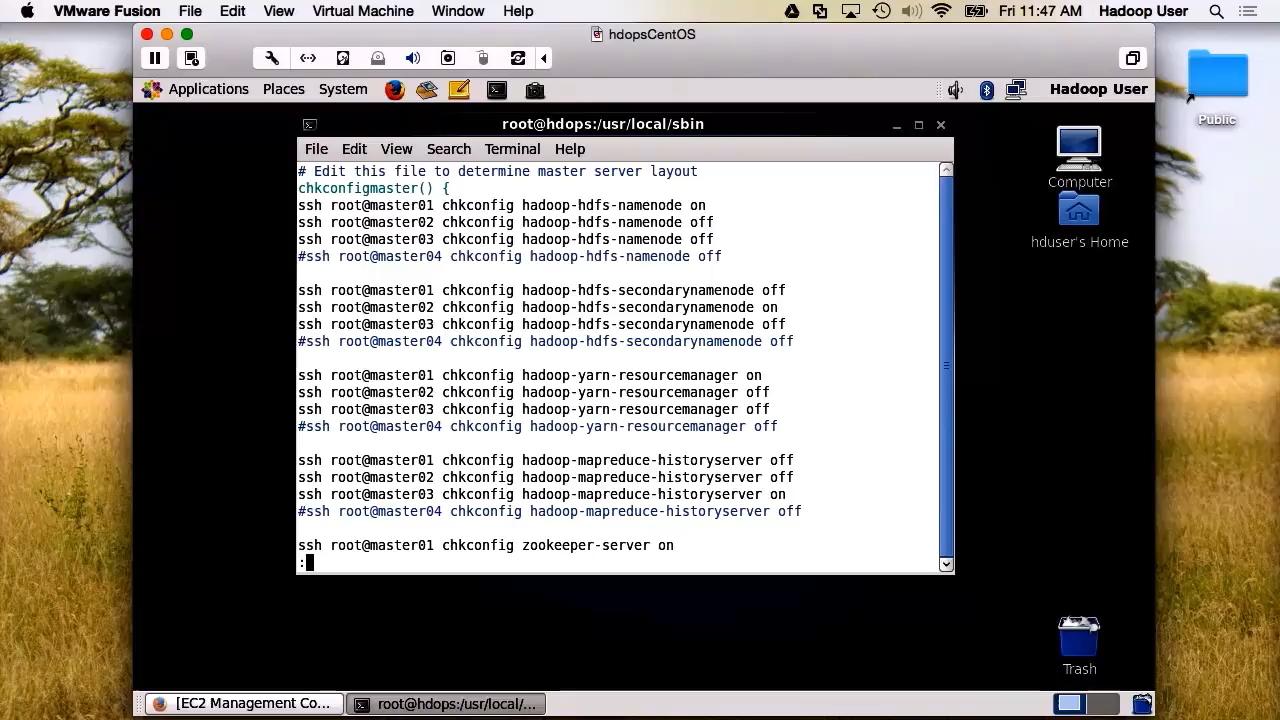 VMware Fusion File Edit View Virtual Machine Window Help Fri 11:47 AM Hadoop User
hdopsCentOS
Applications Places System Hadoop User
Public
root@hdops:/usr/local/sbin
File Edit View Search Terminal Help
# Edit this file to determine master server layout
chkconfigmaster() {
ssh root@master01 chkconfig hadoop-hdfs-namenode on
ssh root@master02 chkconfig hadoop-hdfs-namenode off
ssh root@master03 chkconfig hadoop-hdfs-namenode off
#ssh root@master04 chkconfig hadoop-hdfs-namenode off
ssh root@master01 chkconfig hadoop-hdfs-secondarynamenode off
ssh root@master02 chkconfig hadoop-hdfs-secondarynamenode on
ssh root@master03 chkconfig hadoop-hdfs-secondarynamenode off
#ssh root@master04 chkconfig hadoop-hdfs-secondarynamenode off
ssh root@master01 chkconfig hadoop-yarn-resourcemanager on
ssh root@master02 chkconfig hadoop-yarn-resourcemanager off
ssh root@master03 chkconfig hadoop-yarn-resourcemanager off
#ssh root@master04 chkconfig hadoop-yarn-resourcemanager off
ssh root@master01 chkconfig hadoop-mapreduce-historyserver off
ssh root@master02 chkconfig hadoop-mapreduce-historyserver off
ssh root@master03 chkconfig hadoop-mapreduce-historyserver on
#ssh root@master04 chkconfig hadoop-mapreduce-historyserver off
ssh root@master01 chkconfig zookeeper-server on
:
Computer
hduser's Home
Trash
[EC2 Management Co... root@hdops:/usr/local/...